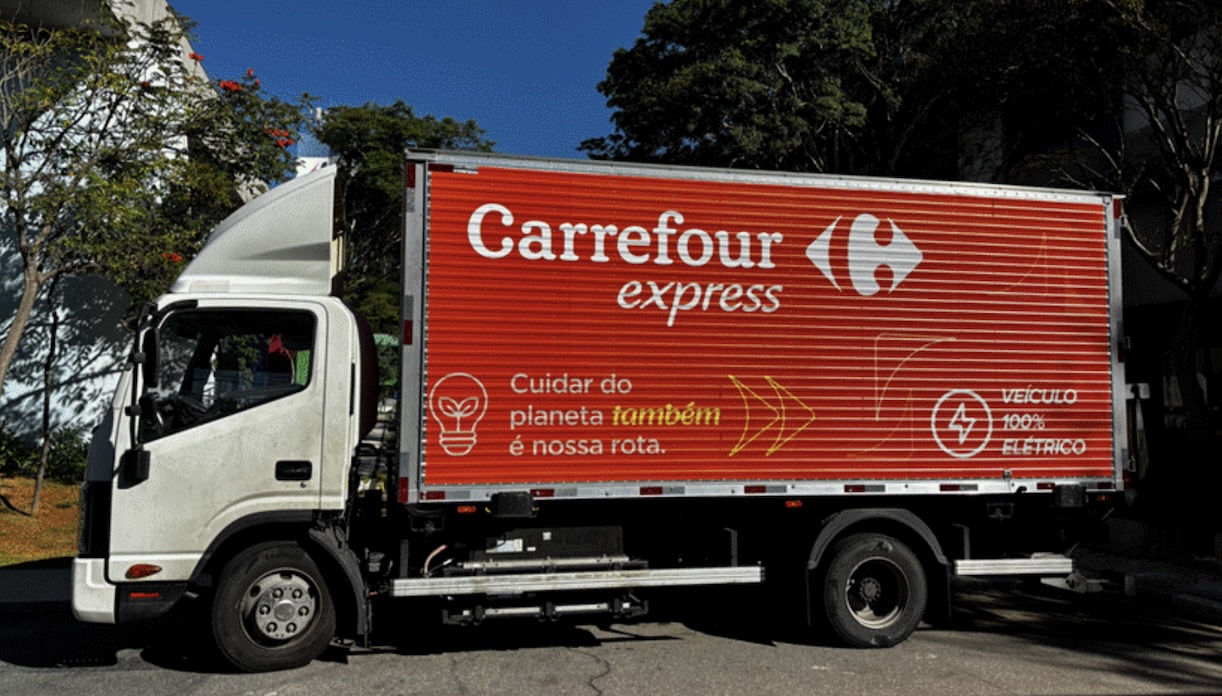 Carrefour
express
Cuidar do
planeta também
é nossa rota.
VEÍCULO
100%
ELÉTRICO